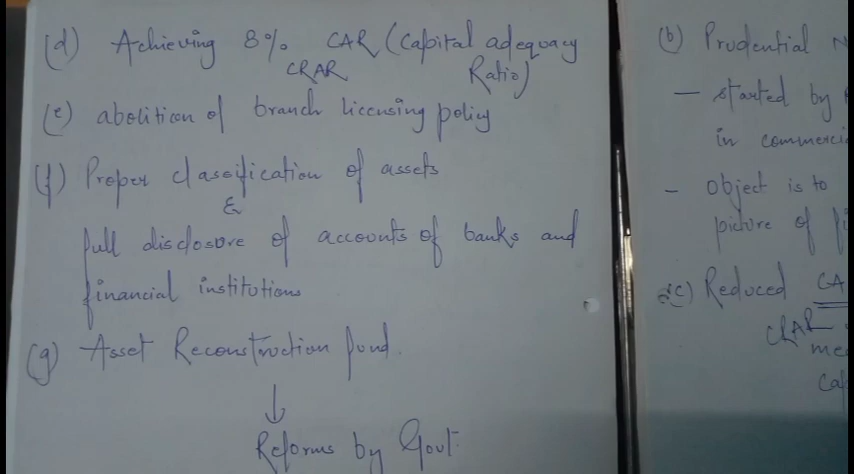 (d) Achieving 8% CAR (Capital adequacy
CRAR Ratio)
(e) abolition of branch licensing policy
(f) Proper classification of assets
&
full disclosure of accounts of banks and
financial institutions
(g) Asset Reconstruction fund.
↓
Reforms by Govt.
(b) Prudential
— started by
in commerci
- object is to
picture of
(c) Reduced CA
CRAR
me
Cap